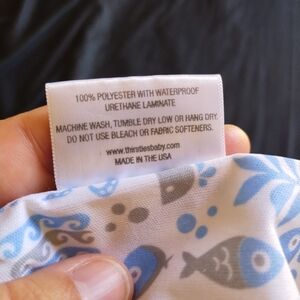 100% POLYESTER WITH WATERPROOF
URETHANE LAMINATE
MACHINE WASH, TUMBLE DRY LOW OR HANG DRY.
DO NOT USE BLEACH OR FABRIC SOFTENERS.
www.thirstiesbaby.com
MADE IN THE USA